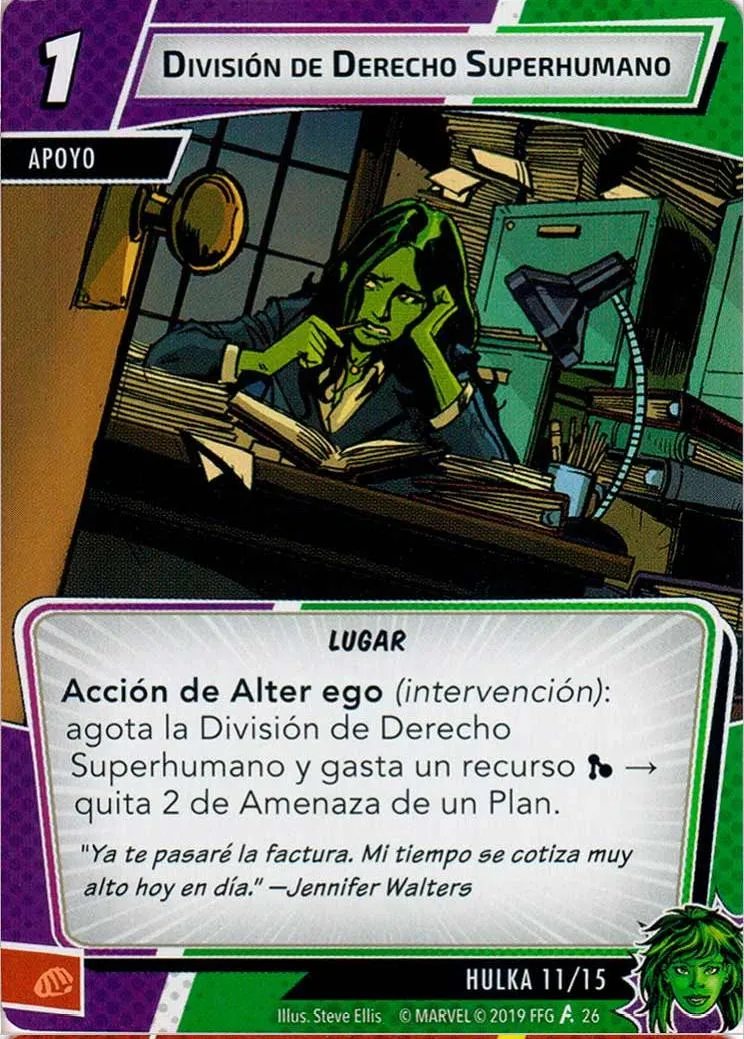 1
DIVISIÓN DE DERECHO SUPERHUMANO
APOYO
LUGAR
Acción de Alter ego (intervención):
agota la División de Derecho
Superhumano y gasta un recurso →
quita 2 de Amenaza de un Plan.
"Ya te pasaré la factura. Mi tiempo se cotiza muy
alto hoy en día." —Jennifer Walters
HULKA 11/15
Illus. Steve Ellis © MARVEL © 2019 FFG 26